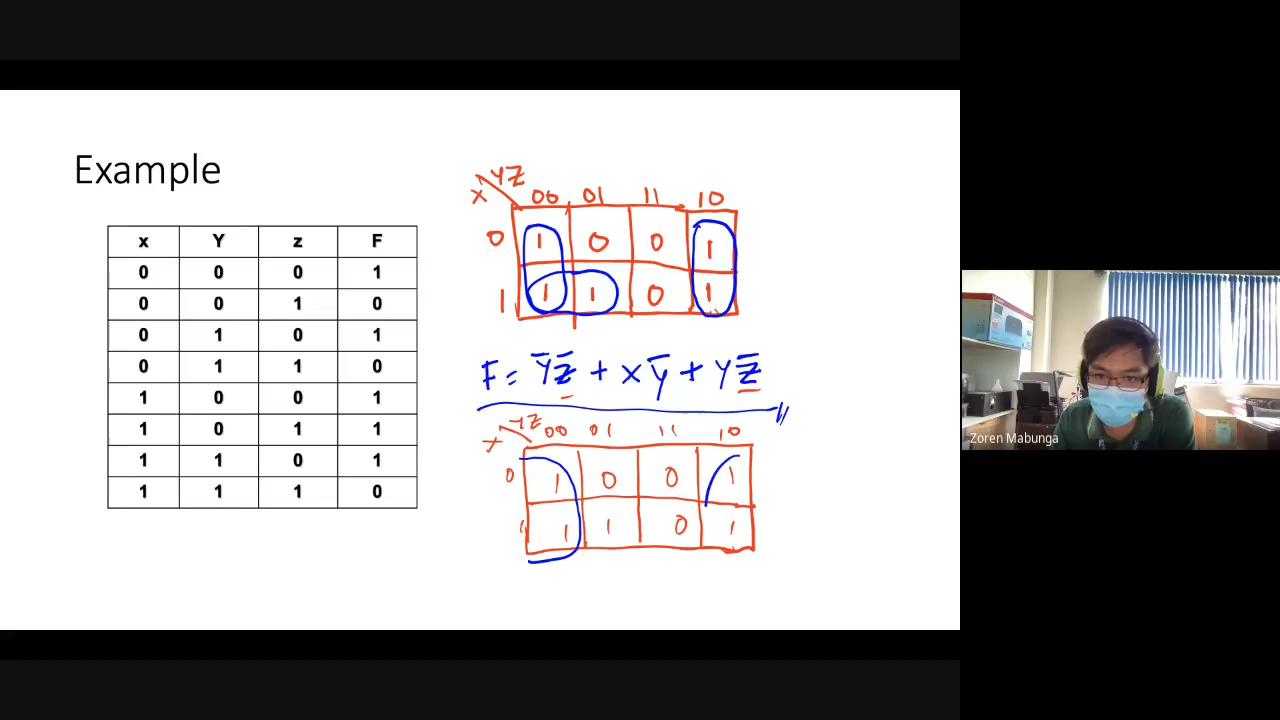 Example
x Y z F
0 0 0 1
0 0 1 0
0 1 0 1
0 1 1 0
1 0 0 1
1 0 1 1
1 1 0 1
1 1 1 0
YZ
X 00 01 11 10
0 1 0 0 1
1 1 1 0 1
F = Y̅Z̅ + XY̅ + YZ̅
YZ
X 00 01 11 10
0 1 0 0 1
1 1 1 0 1
Zoren Mabunga